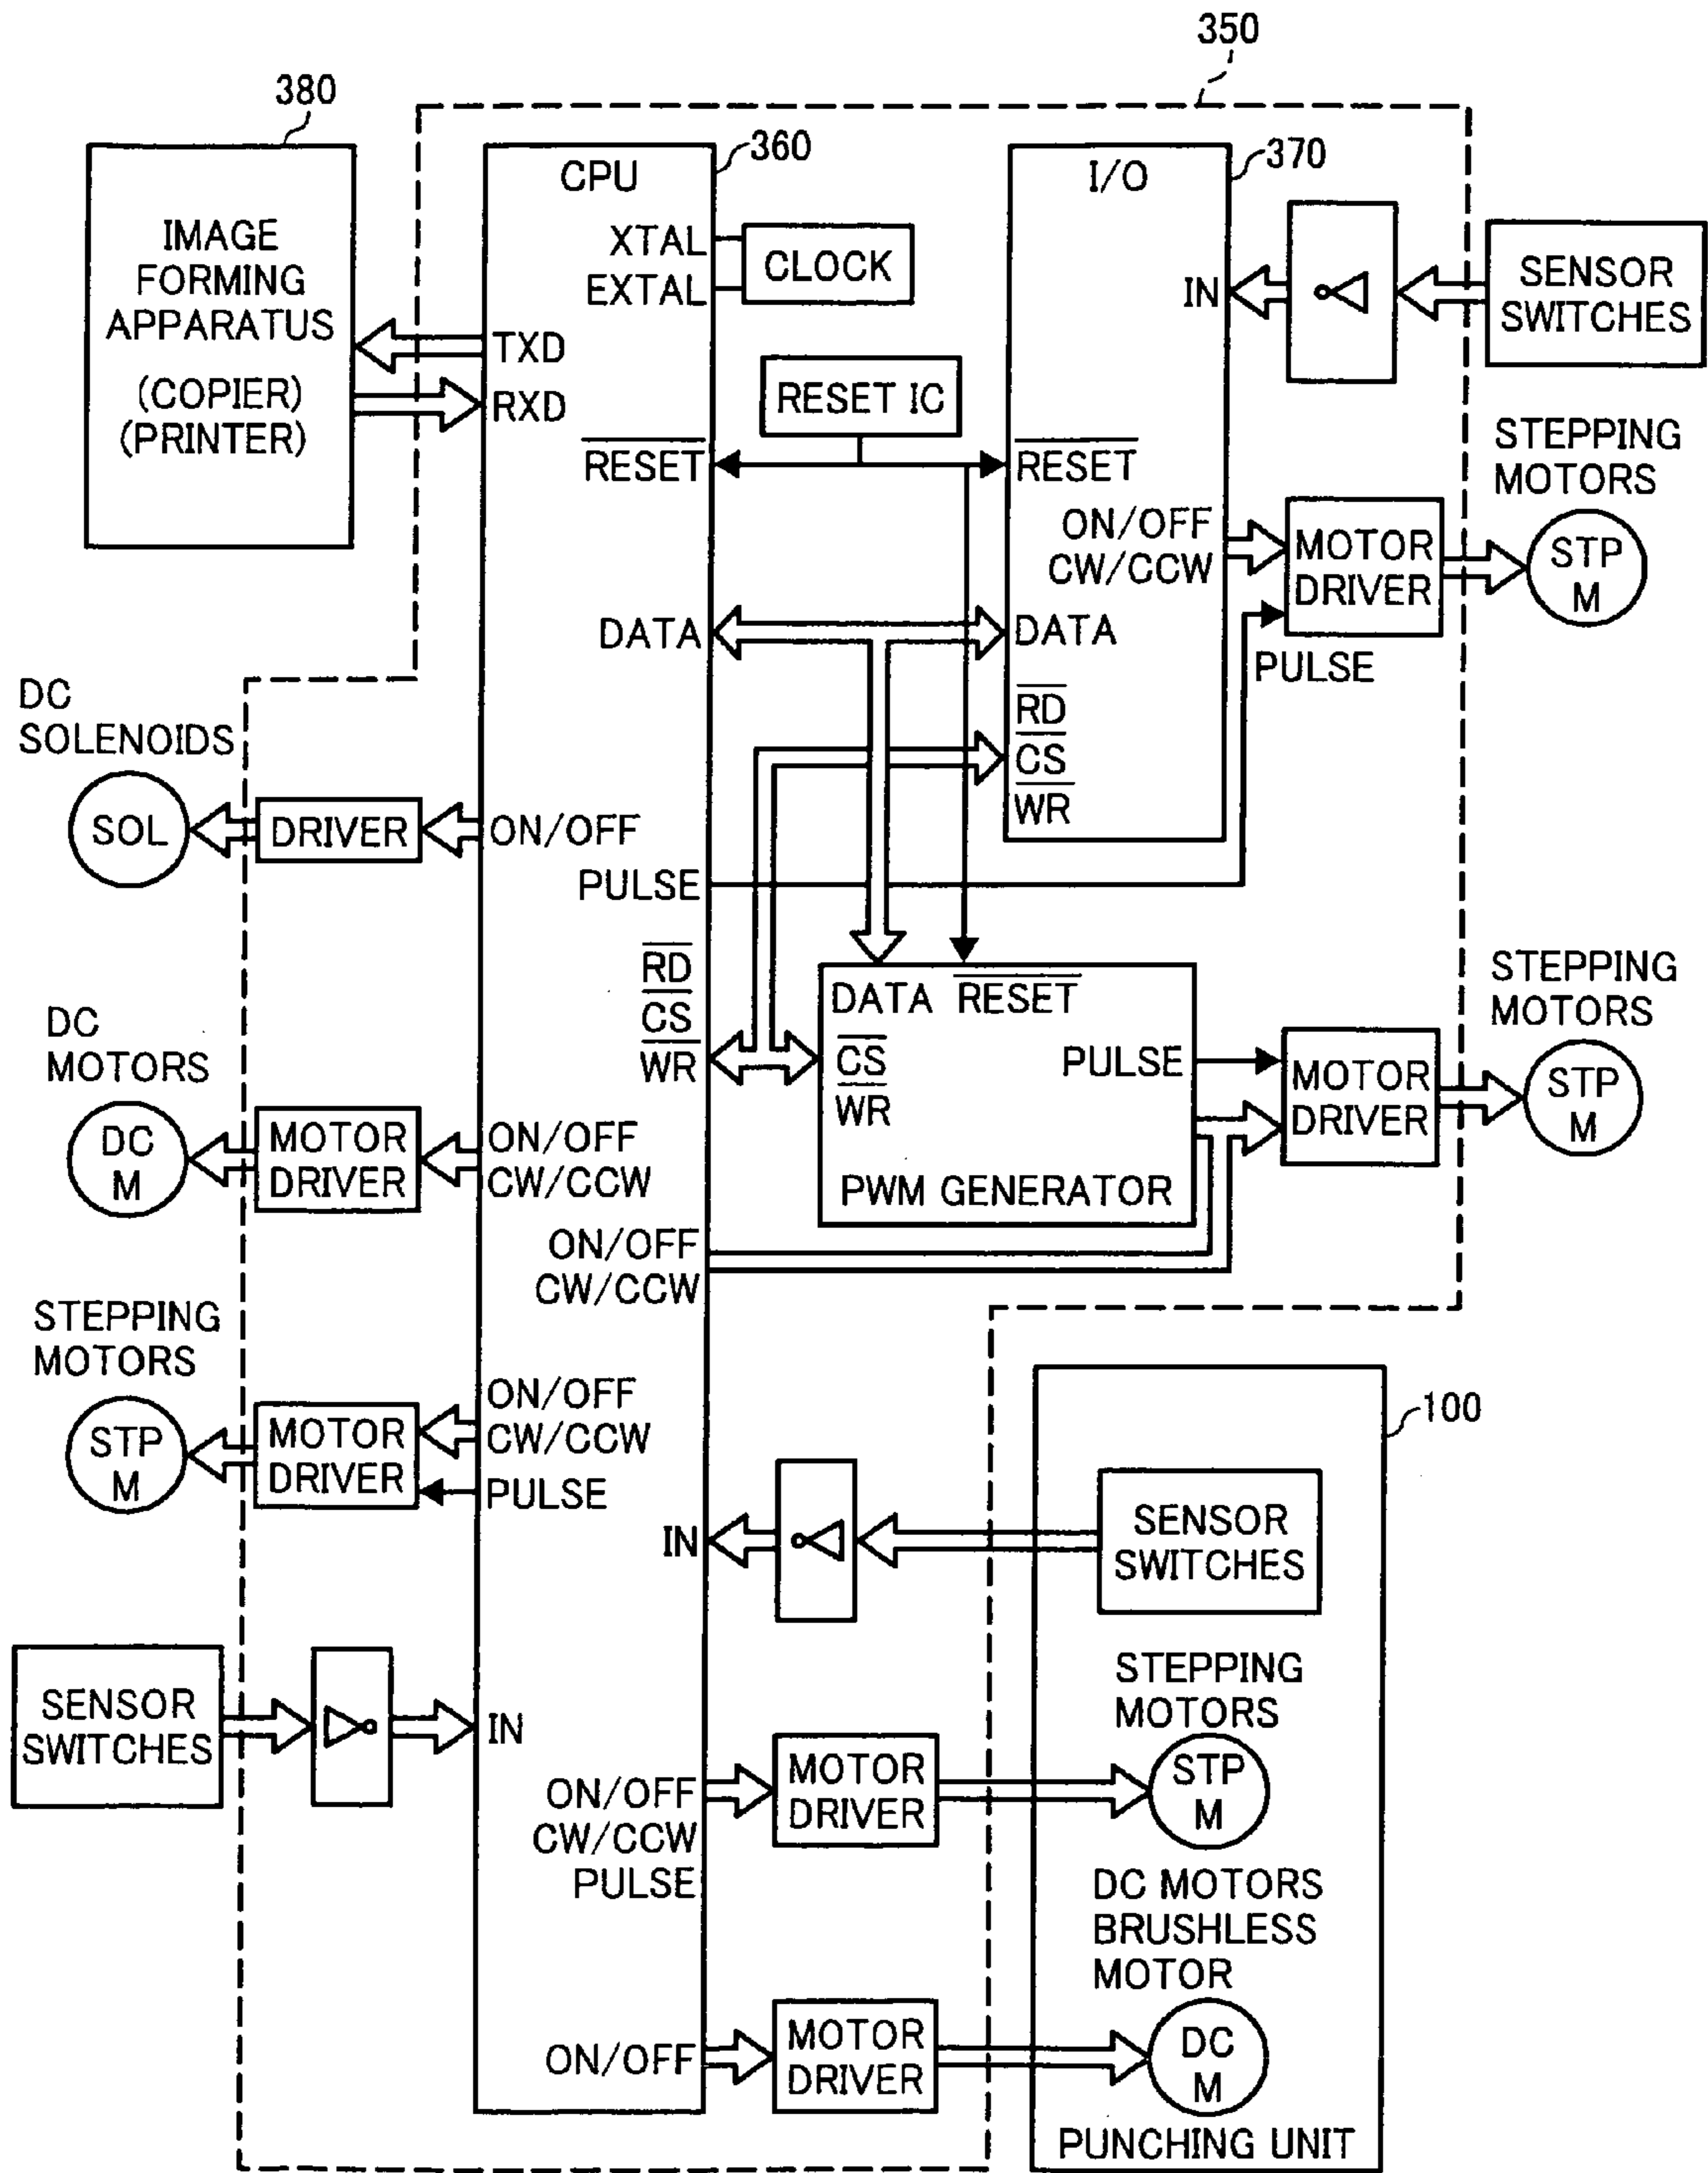 350
380
360
370
IMAGE
FORMING
APPARATUS
(COPIER)
(PRINTER)
CPU
XTAL
EXTAL
CLOCK
TXD
RXD
RESET IC
RESET
DATA
I/O
IN
SENSOR
SWITCHES
RESET
ON/OFF
CW/CCW
MOTOR
DRIVER
STEPPING
MOTORS
STP
M
DATA
PULSE
RD
CS
WR
DC
SOLENOIDS
SOL
DRIVER
ON/OFF
PULSE
RD
CS
WR
DATA RESET
CS
WR
PULSE
PWM GENERATOR
MOTOR
DRIVER
STEPPING
MOTORS
STP
M
DC
MOTORS
DC
M
MOTOR
DRIVER
ON/OFF
CW/CCW
ON/OFF
CW/CCW
STEPPING
MOTORS
STP
M
MOTOR
DRIVER
ON/OFF
CW/CCW
PULSE
100
IN
SENSOR
SWITCHES
SENSOR
SWITCHES
IN
ON/OFF
CW/CCW
PULSE
MOTOR
DRIVER
STEPPING
MOTORS
STP
M
DC MOTORS
BRUSHLESS
MOTOR
ON/OFF
MOTOR
DRIVER
DC
M
PUNCHING UNIT